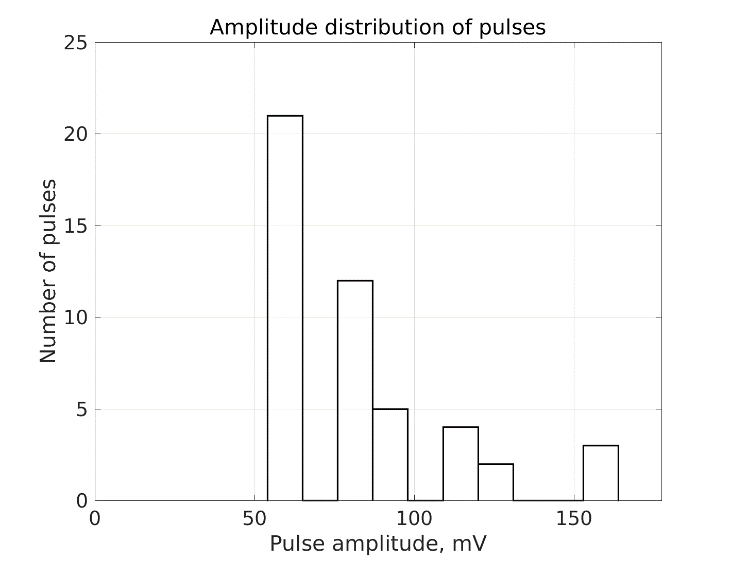 Amplitude distribution of pulses
25
20
15
10
5
0
Number of pulses
0 50 100 150
Pulse amplitude, mV